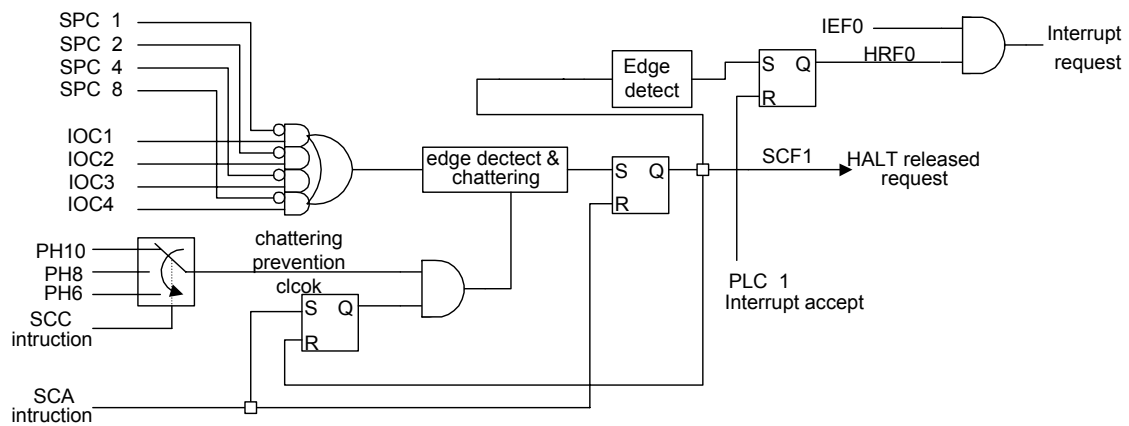 SPC 1
SPC 2
SPC 4
SPC 8
IOC1
IOC2
IOC3
IOC4
PH10
PH8
PH6
SCC
intruction
SCA
intruction
edge dectect &
chattering
chattering
prevention
clcok
S Q
R
S Q
R
Edge
detect
S Q
R
IEF0
HRF0
Interrupt
request
SCF1
HALT released
request
PLC 1
Interrupt accept